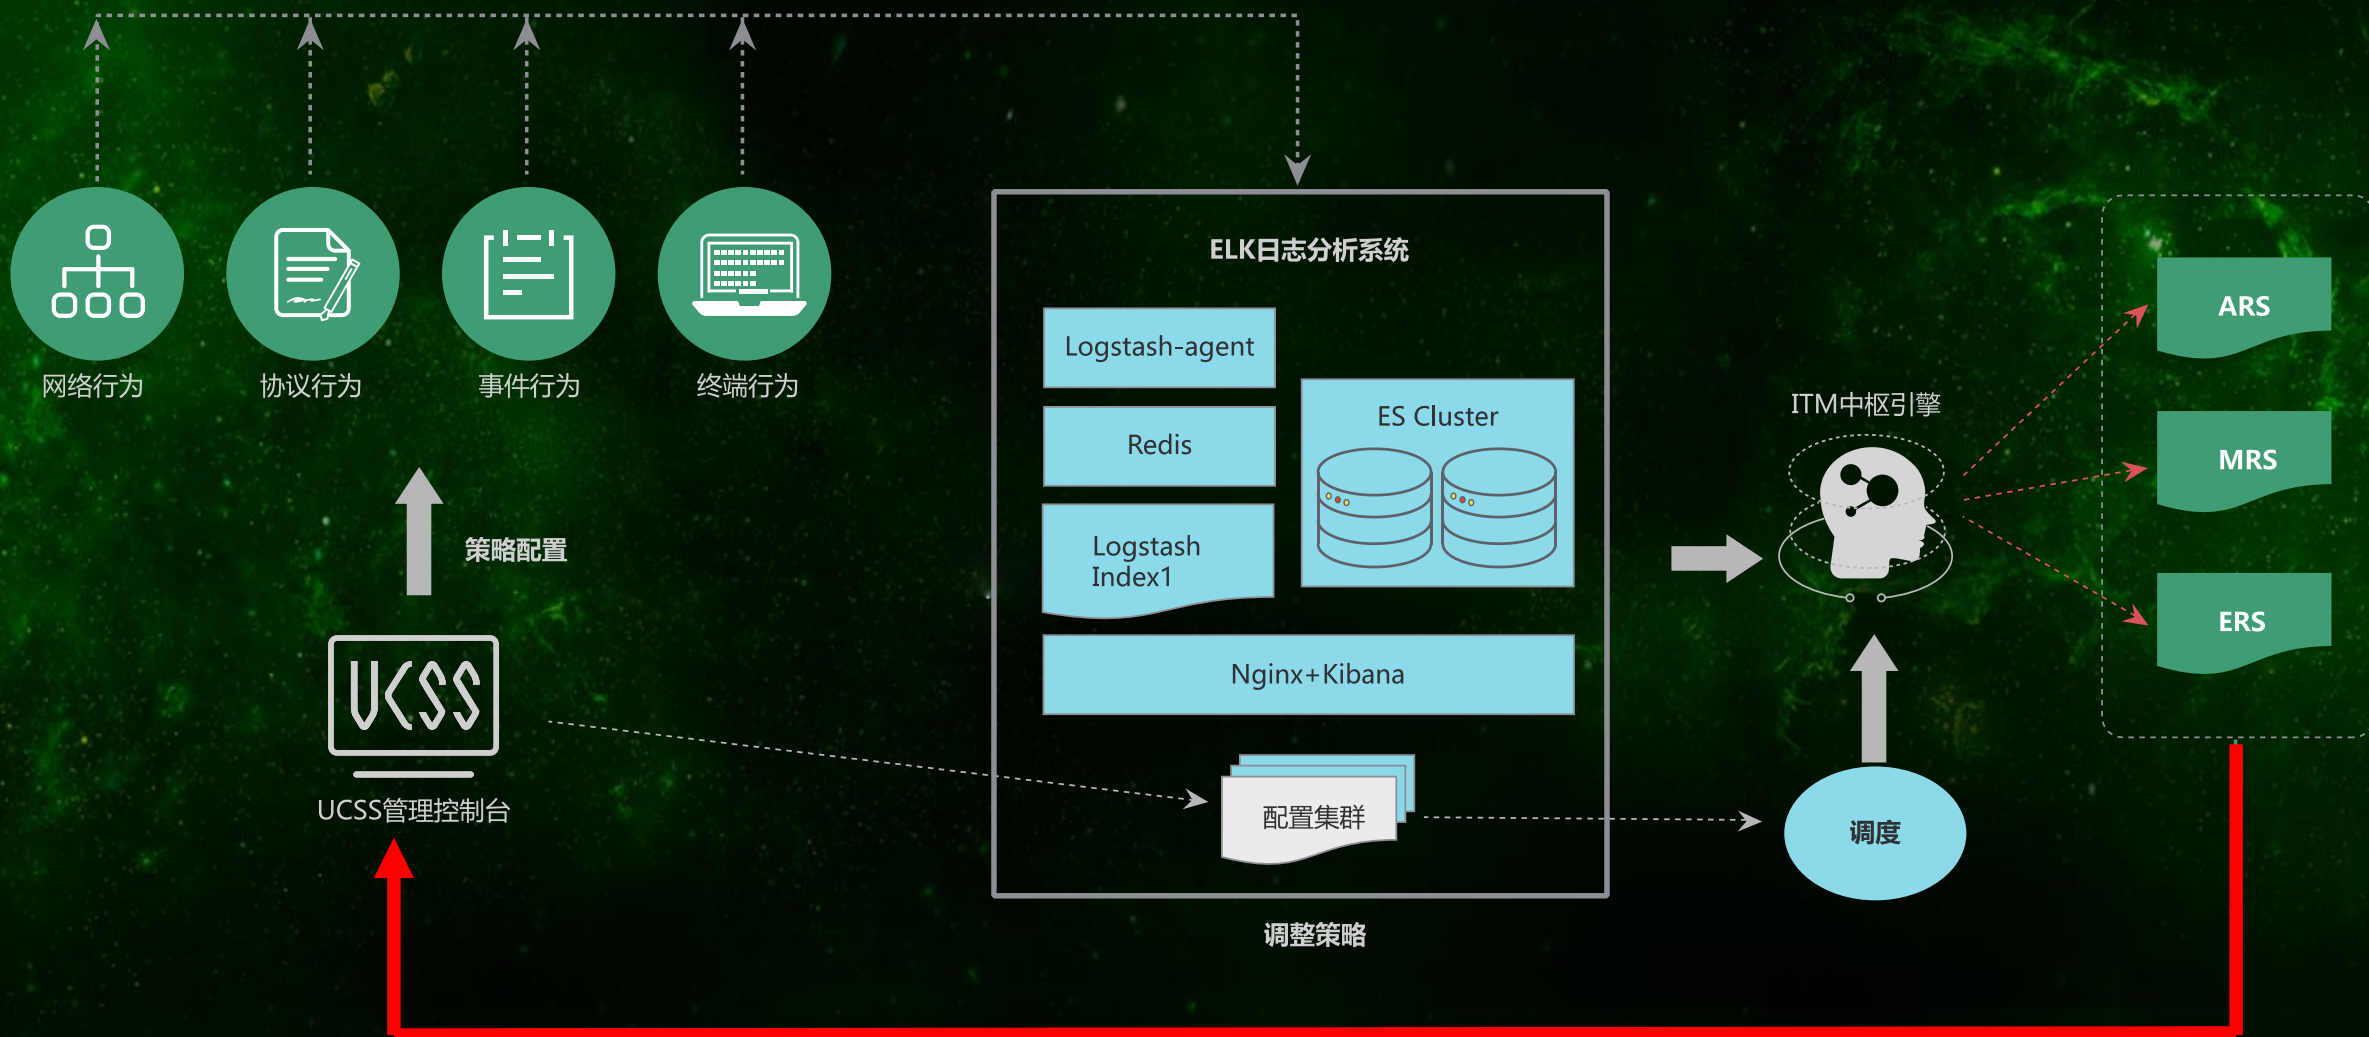 网络行为
协议行为
事件行为
终端行为
策略配置
UCSS
UCSS管理控制台
ELK日志分析系统
Logstash-agent
Redis
Logstash
Index1
ES Cluster
Nginx+Kibana
配置集群
调整策略
ITM中枢引擎
调度
ARS
MRS
ERS